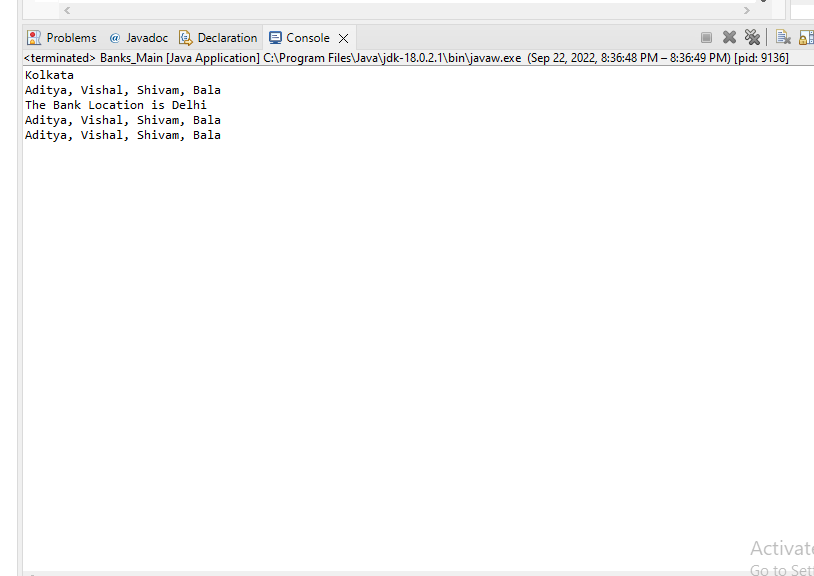 Problems @ Javadoc Declaration Console
<terminated> Banks_Main [Java Application] C:\Program Files\Java\jdk-18.0.2.1\bin\javaw.exe (Sep 22, 2022, 8:36:48 PM – 8:36:49 PM) [pid: 9136]
Kolkata
Aditya, Vishal, Shivam, Bala
The Bank Location is Delhi
Aditya, Vishal, Shivam, Bala
Aditya, Vishal, Shivam, Bala
Activat
Go to Set